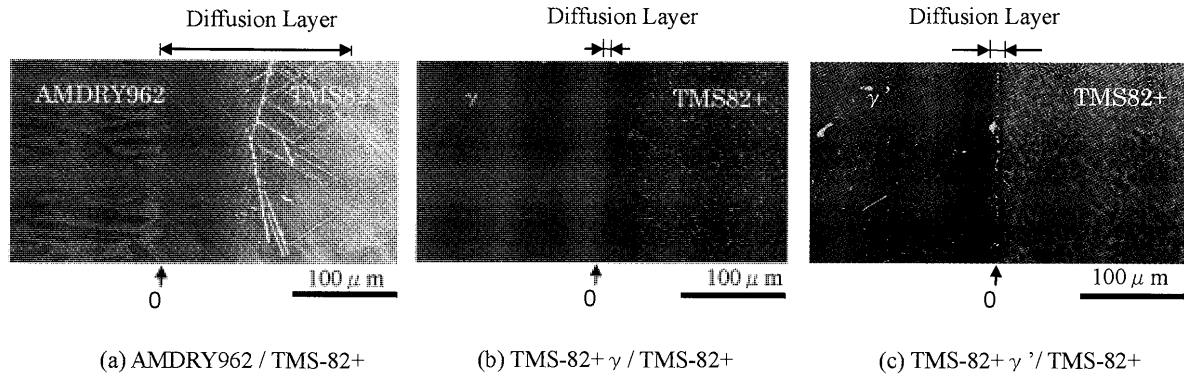 Diffusion Layer
Diffusion Layer
Diffusion Layer
AMDRY962
TMS82+
γ
TMS82+
γ'
TMS82+
0
100 μ m
0
100 μ m
0
100 μ m
(a) AMDRY962 / TMS-82+
(b) TMS-82+ γ / TMS-82+
(c) TMS-82+ γ'/ TMS-82+